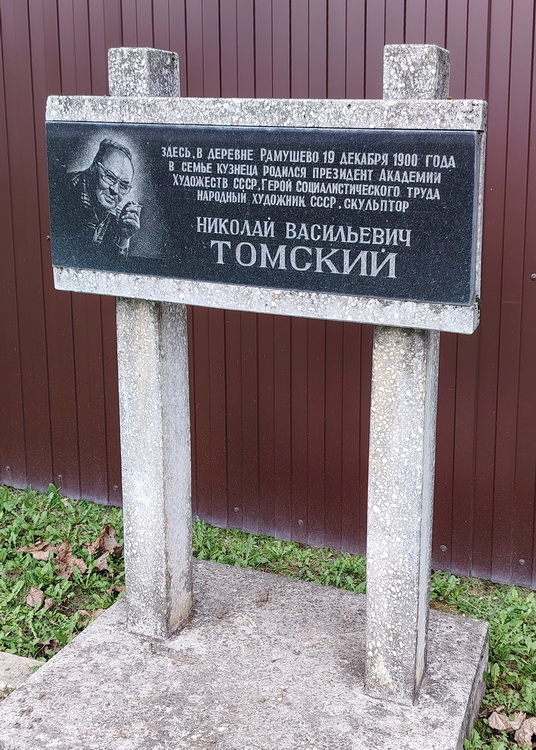 ЗДЕСЬ, В ДЕРЕВНЕ РАМУШЕВО 19 ДЕКАБРЯ 1900 ГОДА
В СЕМЬЕ КУЗНЕЦА РОДИЛСЯ ПРЕЗИДЕНТ АКАДЕМИИ
ХУДОЖЕСТВ СССР, ГЕРОЙ СОЦИАЛИСТИЧЕСКОГО ТРУДА
НАРОДНЫЙ ХУДОЖНИК СССР, СКУЛЬПТОР
НИКОЛАЙ ВАСИЛЬЕВИЧ
ТОМСКИЙ